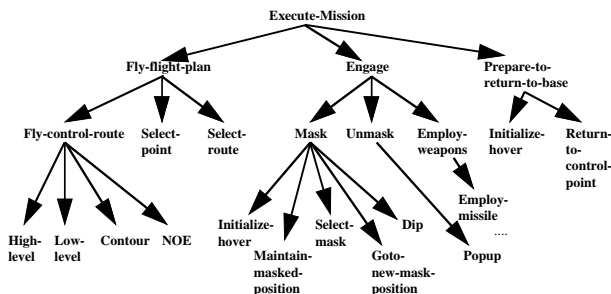 Execute-Mission
Fly-flight-plan
Engage
Prepare-to-
return-to-base
Fly-control-route
Select-
point
Select-
route
Mask
Unmask
Employ-
weapons
Initialize-
hover
Return-
to-
control-
point
High-
level
Low-
level
Contour
NOE
Initialize-
hover
Maintain-
masked-
position
Select-
mask
Goto-
new-mask-
position
Dip
Employ-
missile
....
Popup